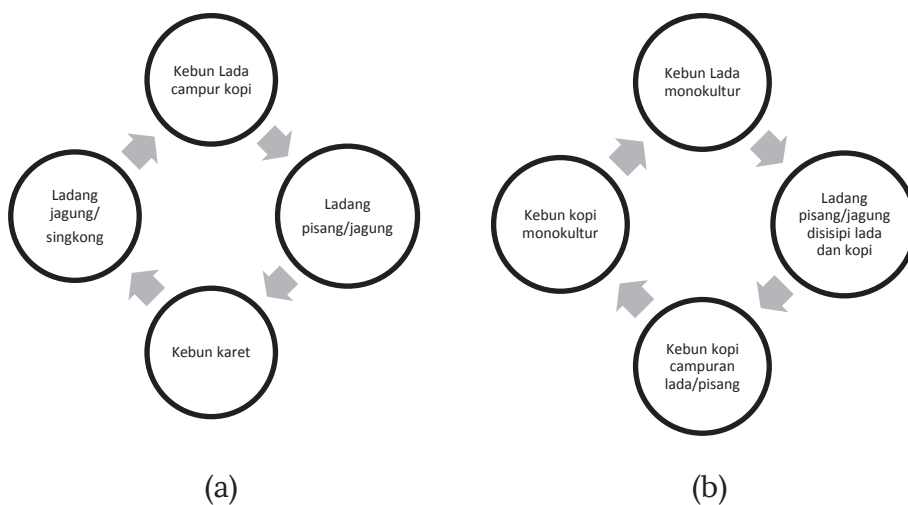 Kebun Lada
campur kopi
Ladang
pisang/jagung
Kebun karet
Ladang
jagung/
singkong
(a)
Kebun Lada
monokultur
Ladang
pisang/jagung
disisipi lada
dan kopi
Kebun kopi
campuran
lada/pisang
Kebun kopi
monokultur
(b)